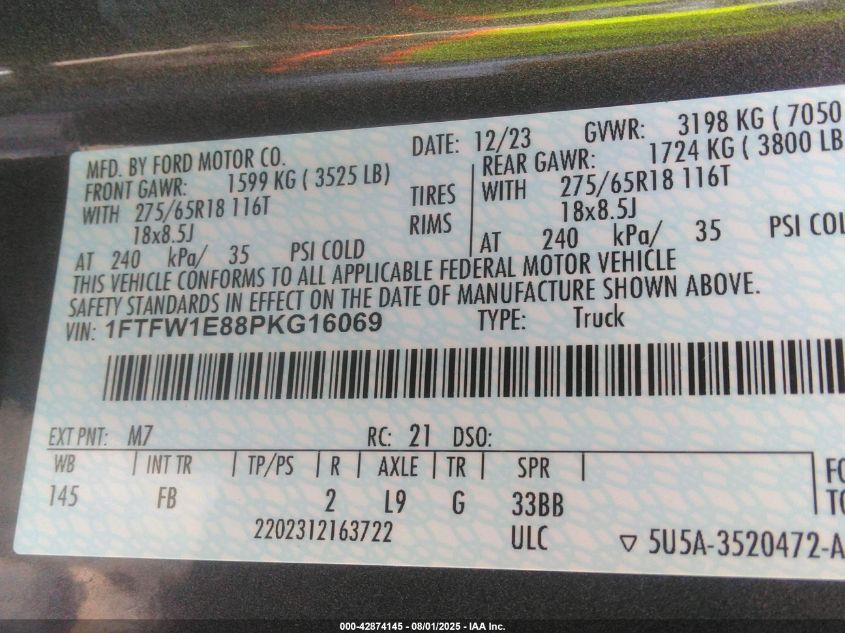 MFD. BY FORD MOTOR CO. DATE: 12/23 GVWR: 3198 KG ( 7050
FRONT GAWR: 1599 KG ( 3525 LB) REAR GAWR: 1724 KG ( 3800 LB
WITH 275/65R18 116T TIRES WITH 275/65R18 116T
18x8.5J RIMS 18x8.5J
AT 240 kPa/ 35 PSI COLD AT 240 kPa/ 35 PSI COL
THIS VEHICLE CONFORMS TO ALL APPLICABLE FEDERAL MOTOR VEHICLE
SAFETY STANDARDS IN EFFECT ON THE DATE OF MANUFACTURE SHOWN ABOVE.
VIN: 1FTFW1E88PKG16069 TYPE: Truck
EXT PNT: M7 RC: 21 DSO:
WB INT TR TP/PS R AXLE TR SPR FO
145 FB 2 L9 G 33BB TO
2202312163722 ULC ▽ 5U5A-3520472-A
000-42874145 - 08/01/2025 - IAA Inc.